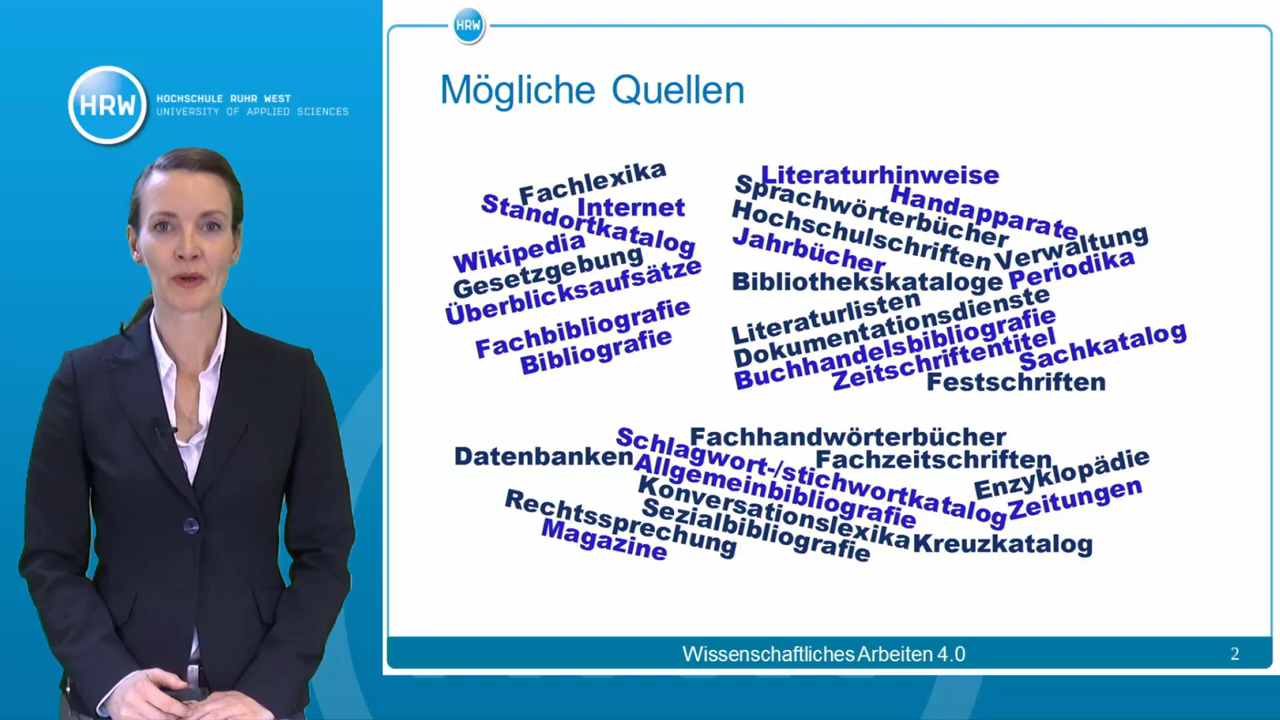 HRW
HOCHSCHULE RUHR WEST
UNIVERSITY OF APPLIED SCIENCES
HRW
Mögliche Quellen
Fachlexika
Standortkatalog
Internet
Wikipedia
Gesetzgebung
Überblicksaufsätze
Fachbibliografie
Bibliografie
Literaturhinweise
Sprachwörterbücher
Handapparate
Hochschulschriften
Jahrbücher
Verwaltung
Bibliothekskataloge
Periodika
Literaturlisten
Dokumentationsdienste
Buchhandelsbibliografie
Zeitschriftentitel
Sachkatalog
Festschriften
Fachhandwörterbücher
Datenbanken
Schlagwort-/stichwortkatalog
Fachzeitschriften
Allgemeinbibliografie
Enzyklopädie
Konversationslexika
Zeitungen
Rechtssprechung
Sezialbibliografie
Magazine
Kreuzkatalog
Wissenschaftliches Arbeiten 4.0
2